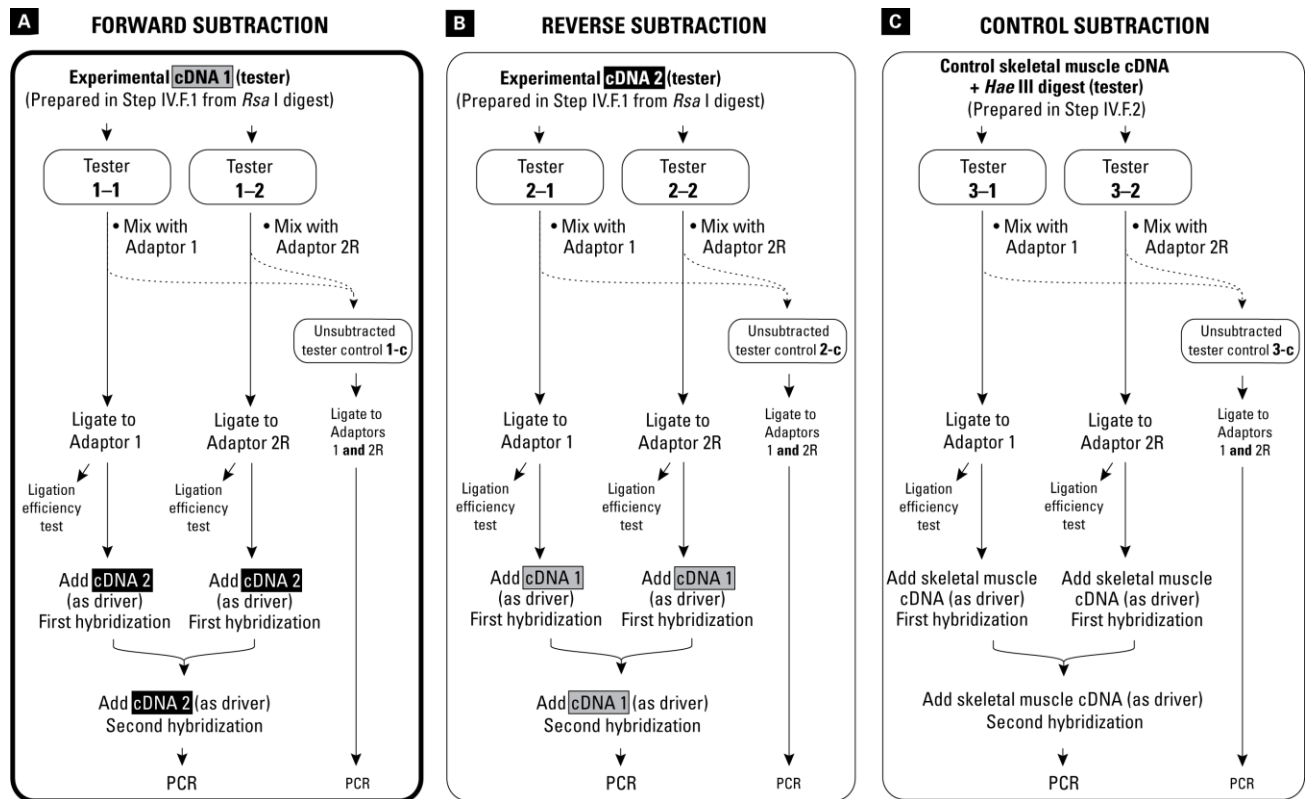 A FORWARD SUBTRACTION
Experimental cDNA 1 (tester)
(Prepared in Step IV.F.1 from Rsa I digest)
Tester
1–1
Tester
1–2
• Mix with
Adaptor 1
• Mix with
Adaptor 2R
Unsubtracted
tester control 1-c
Ligate to
Adaptor 1
Ligate to
Adaptor 2R
Ligate to
Adaptors
1 and 2R
Ligation
efficiency
test
Ligation
efficiency
test
Add cDNA 2
(as driver)
First hybridization
Add cDNA 2
(as driver)
First hybridization
Add cDNA 2 (as driver)
Second hybridization
PCR
PCR
B REVERSE SUBTRACTION
Experimental cDNA 2 (tester)
(Prepared in Step IV.F.1 from Rsa I digest)
Tester
2–1
Tester
2–2
• Mix with
Adaptor 1
• Mix with
Adaptor 2R
Unsubtracted
tester control 2-c
Ligate to
Adaptor 1
Ligate to
Adaptor 2R
Ligate to
Adaptors
1 and 2R
Ligation
efficiency
test
Ligation
efficiency
test
Add cDNA 1
(as driver)
First hybridization
Add cDNA 1
(as driver)
First hybridization
Add cDNA 1 (as driver)
Second hybridization
PCR
PCR
C CONTROL SUBTRACTION
Control skeletal muscle cDNA
+ Hae III digest (tester)
(Prepared in Step IV.F.2)
Tester
3–1
Tester
3–2
• Mix with
Adaptor 1
• Mix with
Adaptor 2R
Unsubtracted
tester control 3-c
Ligate to
Adaptor 1
Ligate to
Adaptor 2R
Ligate to
Adaptors
1 and 2R
Ligation
efficiency
test
Ligation
efficiency
test
Add skeletal muscle
cDNA (as driver)
First hybridization
Add skeletal muscle
cDNA (as driver)
First hybridization
Add skeletal muscle cDNA (as driver)
Second hybridization
PCR
PCR